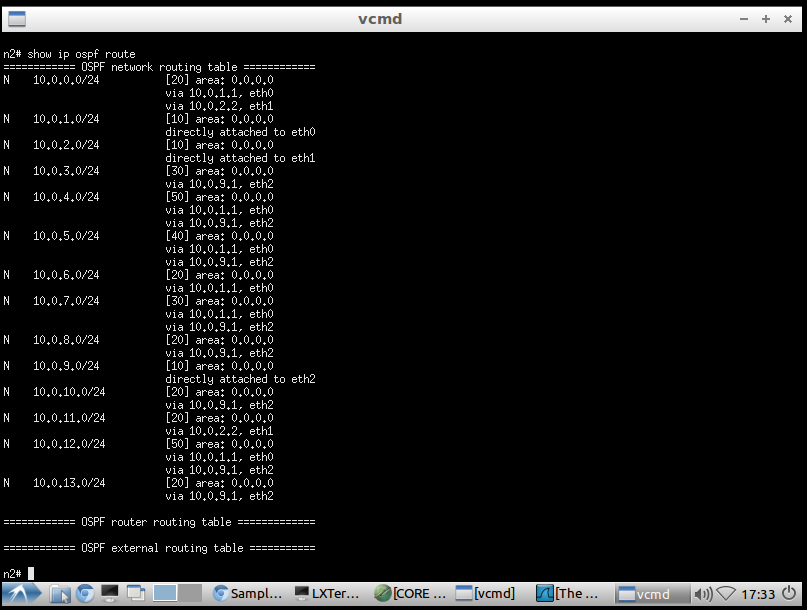 vcmd
n2# show ip ospf route
============ OSPF network routing table ============
N    10.0.0.0/24           [20] area: 0.0.0.0
                           via 10.0.1.1, eth0
                           via 10.0.2.2, eth1
N    10.0.1.0/24           [10] area: 0.0.0.0
                           directly attached to eth0
N    10.0.2.0/24           [10] area: 0.0.0.0
                           directly attached to eth1
N    10.0.3.0/24           [30] area: 0.0.0.0
                           via 10.0.9.1, eth2
N    10.0.4.0/24           [50] area: 0.0.0.0
                           via 10.0.1.1, eth0
                           via 10.0.9.1, eth2
N    10.0.5.0/24           [40] area: 0.0.0.0
                           via 10.0.1.1, eth0
                           via 10.0.9.1, eth2
N    10.0.6.0/24           [20] area: 0.0.0.0
                           via 10.0.1.1, eth0
N    10.0.7.0/24           [30] area: 0.0.0.0
                           via 10.0.1.1, eth0
                           via 10.0.9.1, eth2
N    10.0.8.0/24           [20] area: 0.0.0.0
                           via 10.0.9.1, eth2
N    10.0.9.0/24           [10] area: 0.0.0.0
                           directly attached to eth2
N    10.0.10.0/24          [20] area: 0.0.0.0
                           via 10.0.9.1, eth2
N    10.0.11.0/24          [20] area: 0.0.0.0
                           via 10.0.2.2, eth1
N    10.0.12.0/24          [50] area: 0.0.0.0
                           via 10.0.1.1, eth0
                           via 10.0.9.1, eth2
N    10.0.13.0/24          [20] area: 0.0.0.0
                           via 10.0.9.1, eth2
============ OSPF router routing table =============
============ OSPF external routing table ===========
n2#
Sampl... LXTer... [CORE ... [vcmd] [The ... vcmd 17:33